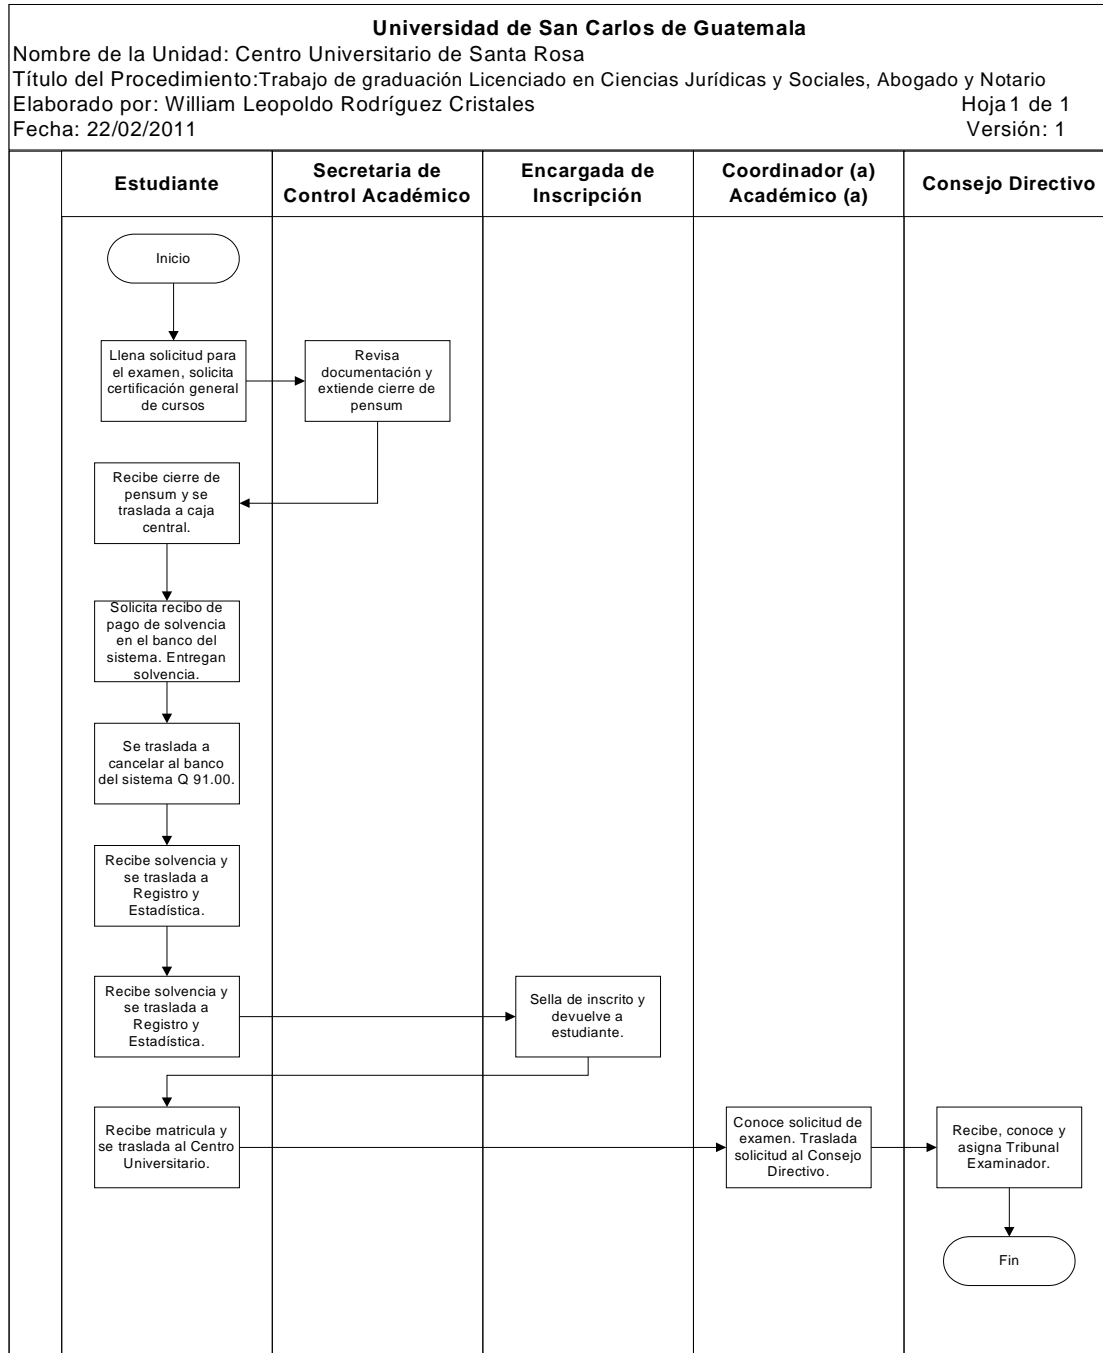 Universidad de San Carlos de Guatemala
Nombre de la Unidad: Centro Universitario de Santa Rosa
Título del Procedimiento:Trabajo de graduación Licenciado en Ciencias Jurídicas y Sociales, Abogado y Notario
Elaborado por: William Leopoldo Rodríguez Cristales
Hoja 1 de 1
Fecha: 22/02/2011
Versión: 1
Estudiante
Secretaria de
Control Académico
Encargada de
Inscripción
Coordinador (a)
Académico (a)
Consejo Directivo
Inicio
Llena solicitud para
el examen, solicita
certificación general
de cursos
Revisa
documentación y
extiende cierre de
pensum
Recibe cierre de
pensum y se
traslada a caja
central.
Solicita recibo de
pago de solvencia
en el banco del
sistema. Entregan
solvencia.
Se traslada a
cancelar al banco
del sistema Q 91.00.
Recibe solvencia y
se traslada a
Registro y
Estadística.
Recibe solvencia y
se traslada a
Registro y
Estadística.
Sella de inscrito y
devuelve a
estudiante.
Recibe matricula y
se traslada al Centro
Universitario.
Conoce solicitud de
examen. Traslada
solicitud al Consejo
Directivo.
Recibe, conoce y
asigna Tribunal
Examinador.
Fin